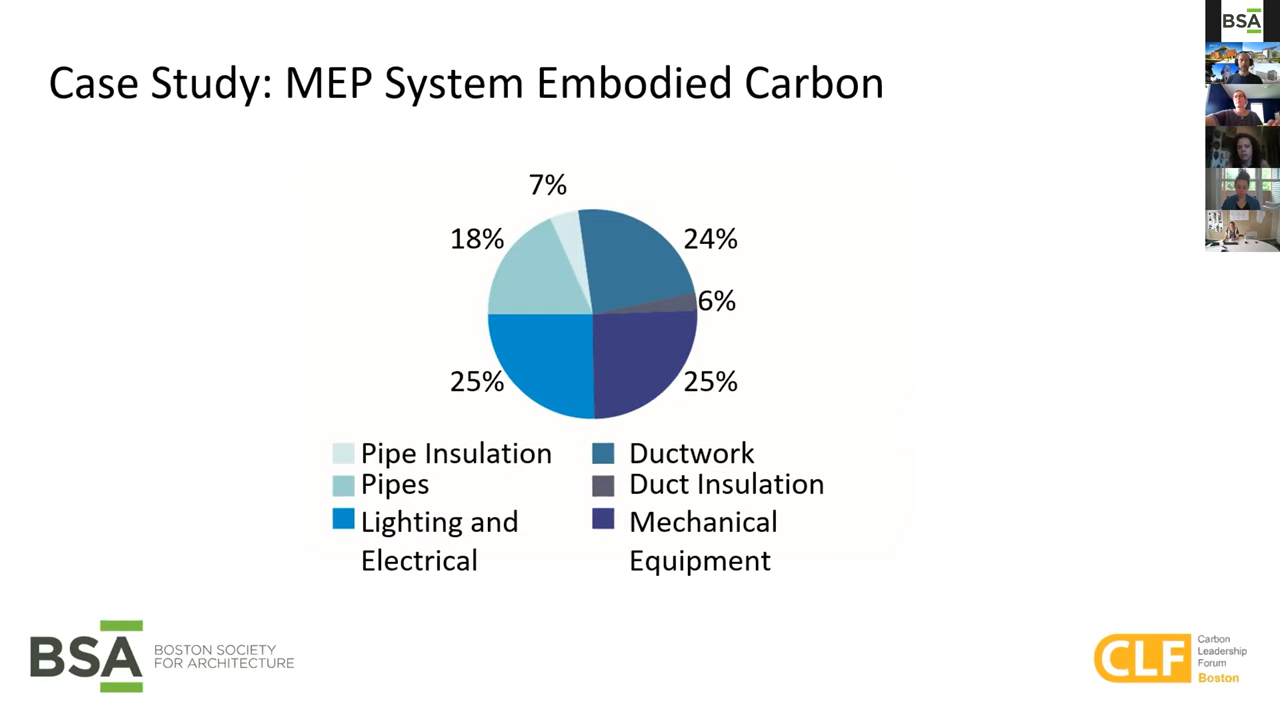 BSA
Case Study: MEP System Embodied Carbon
7%
18%
24%
6%
25%
25%
Pipe Insulation
Ductwork
Pipes
Duct Insulation
Lighting and
Electrical
Mechanical
Equipment
BSA
BOSTON SOCIETY
FOR ARCHITECTURE
CLF
Carbon
Leadership
Forum
Boston